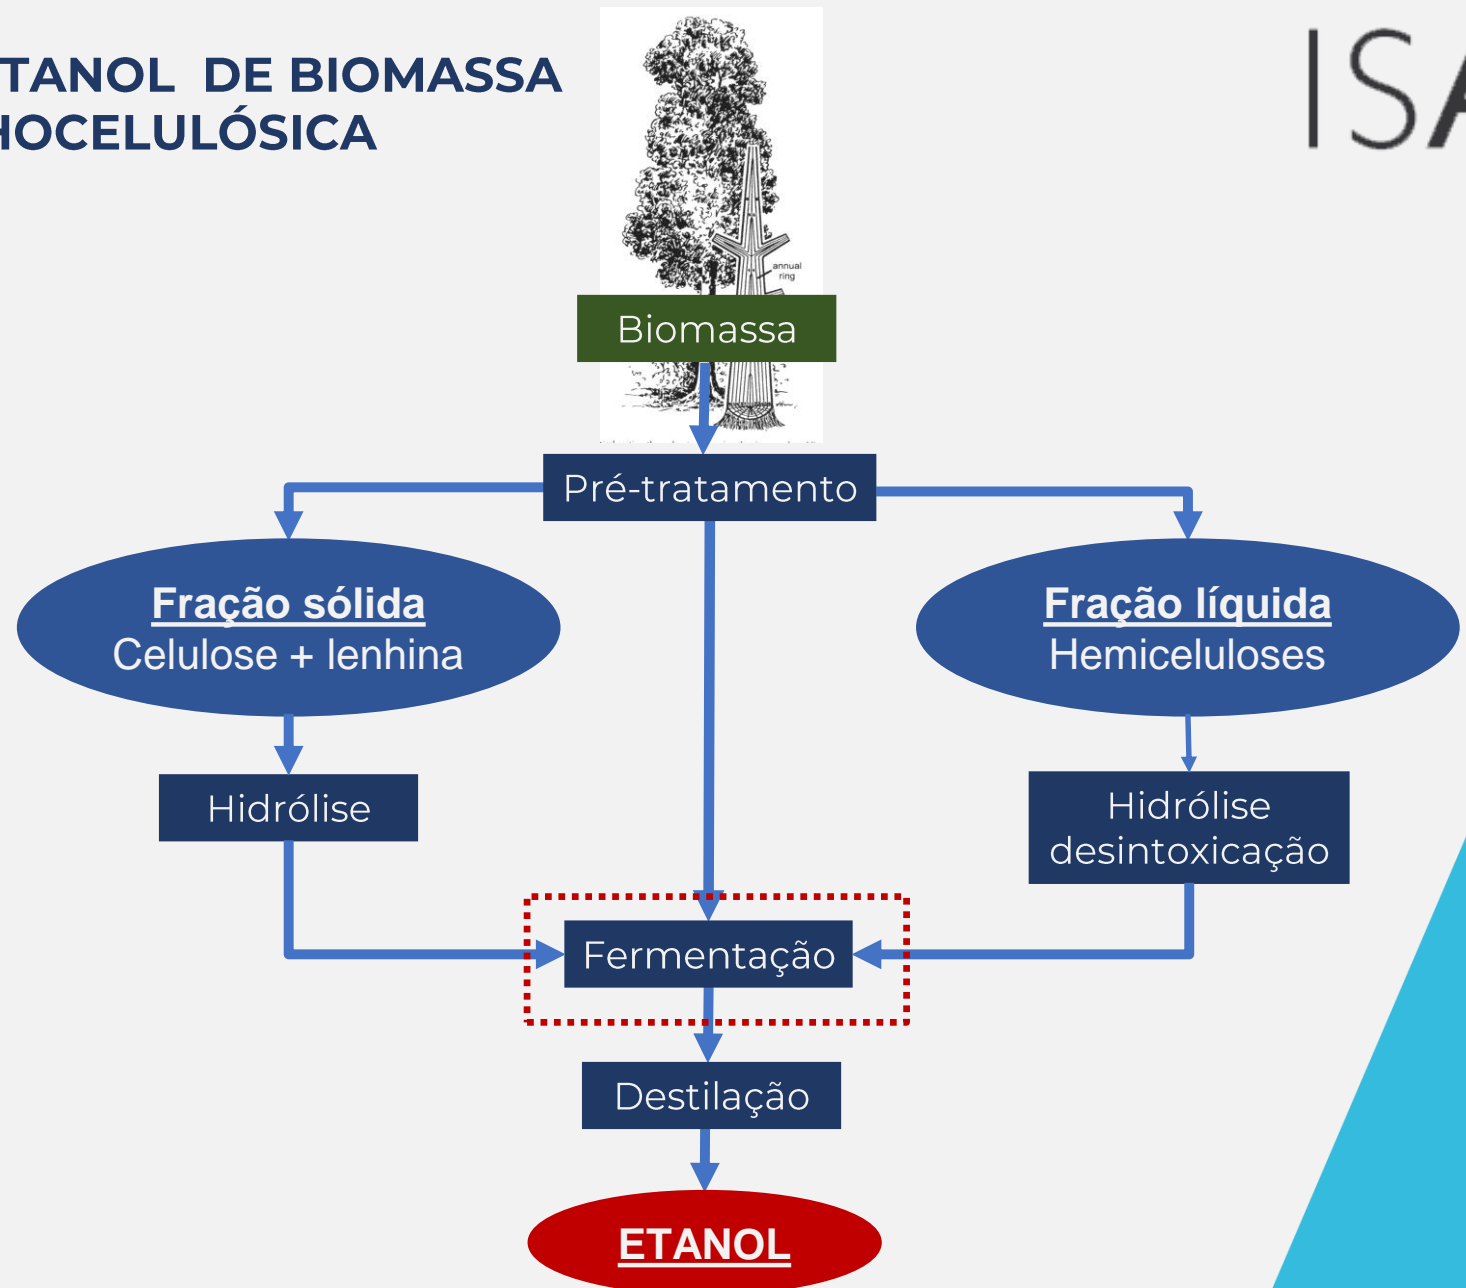 TANOL DE BIOMASSA
HOCELULÓSICA
ISA
annual
ring
Biomassa
Pré-tratamento
Fração sólida
Celulose + lenhina
Fração líquida
Hemiceluloses
Hidrólise
Hidrólise
desintoxicação
Fermentação
Destilação
ETANOL